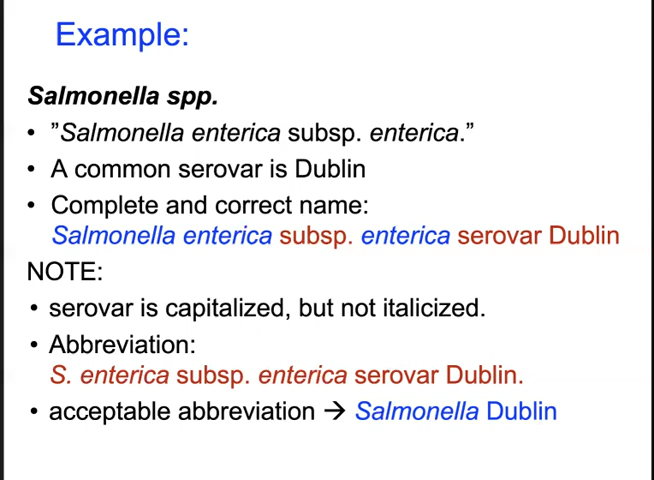 Example:
Salmonella spp.
• ”Salmonella enterica subsp. enterica.”
• A common serovar is Dublin
• Complete and correct name:
Salmonella enterica subsp. enterica serovar Dublin
NOTE:
• serovar is capitalized, but not italicized.
• Abbreviation:
S. enterica subsp. enterica serovar Dublin.
• acceptable abbreviation → Salmonella Dublin